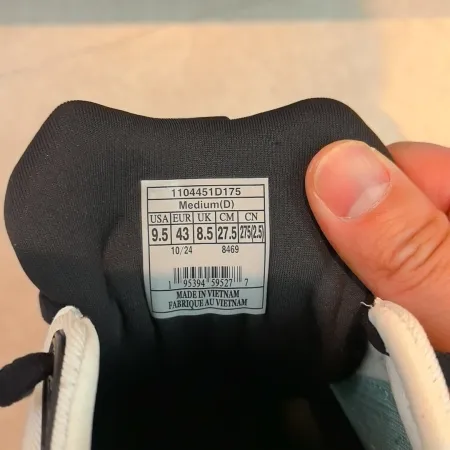 1104451D175
Medium(D)
USA EUR UK CM CN
9.5 43 8.5 27.5 275(2.5)
10/24 8469
1 95394 59527 7
MADE IN VIETNAM
FABRIQUE AU VIETNAM